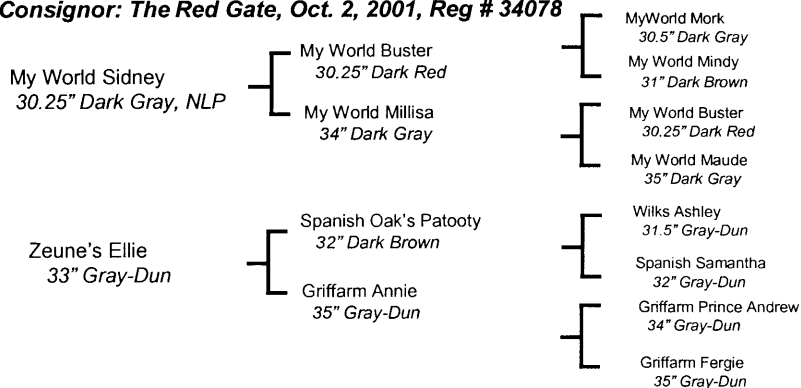 Consignor: The Red Gate, Oct. 2, 2001, Reg # 34078
My World Sidney
30.25” Dark Gray, NLP
My World Buster
30.25” Dark Red
My World Millisa
34” Dark Gray
MyWorld Mork
30.5” Dark Gray
My World Mindy
31” Dark Brown
My World Buster
30.25” Dark Red
My World Maude
35” Dark Gray
Zeune's Ellie
33” Gray-Dun
Spanish Oak's Patooty
32” Dark Brown
Griffarm Annie
35” Gray-Dun
Wilks Ashley
31.5” Gray-Dun
Spanish Samantha
32” Gray-Dun
Griffarm Prince Andrew
34” Gray-Dun
Griffarm Fergie
35” Gray-Dun